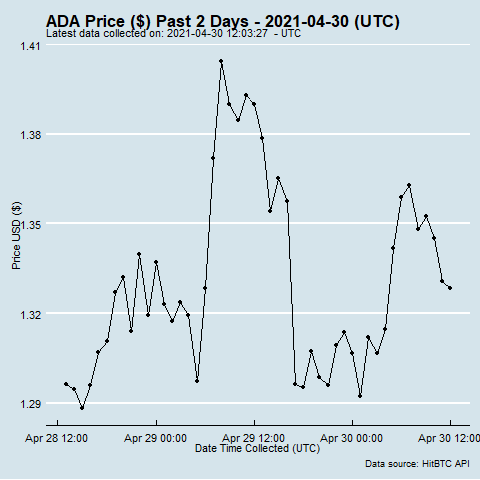 ADA Price ($) Past 2 Days - 2021-04-30 (UTC)
Latest data collected on: 2021-04-30 12:03:27  - UTC
1.41
1.38
1.35
1.32
1.29
Price USD ($)
Apr 28 12:00 Apr 29 00:00 Apr 29 12:00 Apr 30 00:00 Apr 30 12:00
Date Time Collected (UTC)
Data source: HitBTC API